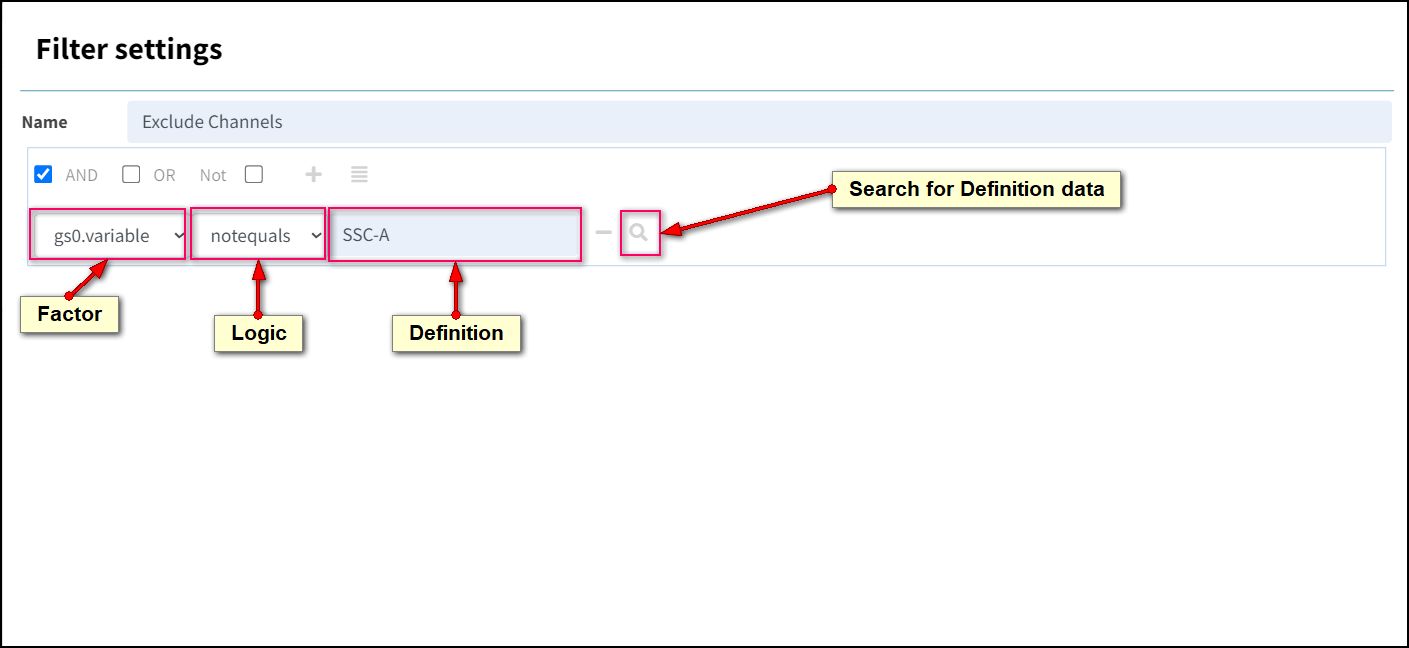 Filter settings
Name Exclude Channels
AND OR Not
Search for Definition data
gs0.variable notequals SSC-A
Factor
Logic Definition